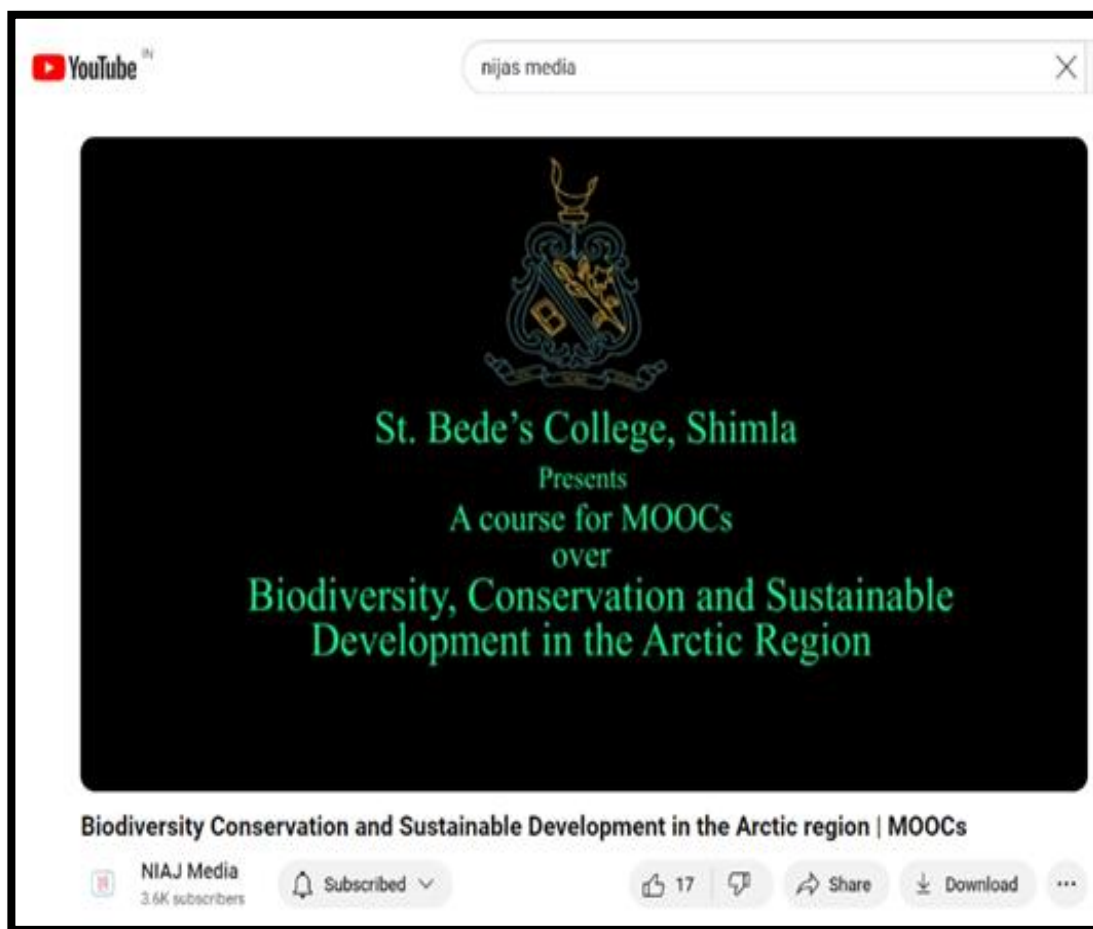 YouTube IN
nijas media
St. Bede's College, Shimla
Presents
A course for MOOCs
over
Biodiversity, Conservation and Sustainable
Development in the Arctic Region
Biodiversity Conservation and Sustainable Development in the Arctic region | MOOCs
NIAJ Media
3.6K subscribers
Subscribed
17
Share
Download